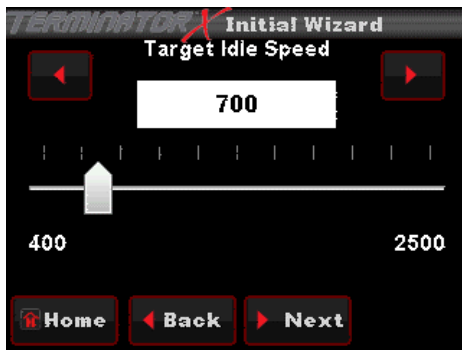 TERMINATOR X Initial Wizard
Target Idle Speed
700
400 2500
Home Back Next